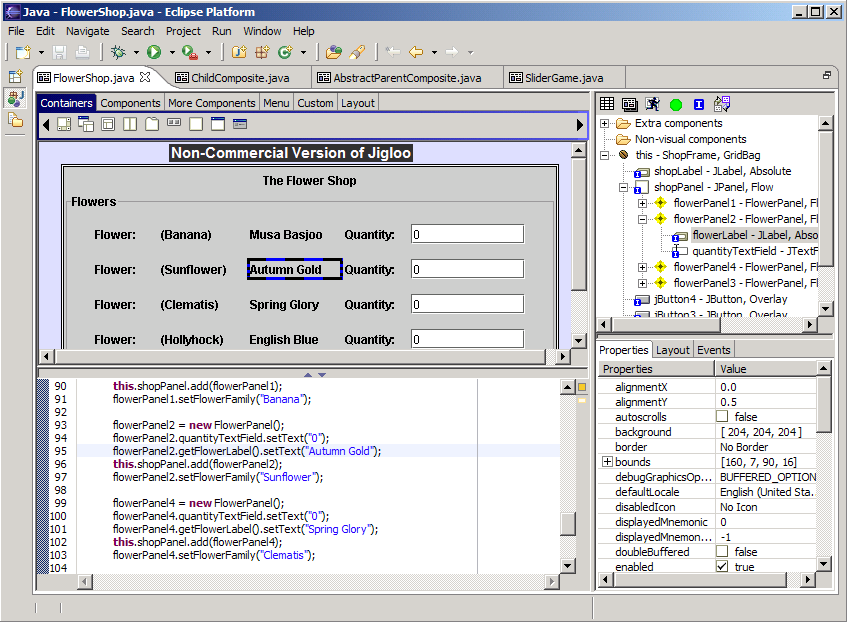 Java - FlowerShop.java - Eclipse Platform
File Edit Navigate Search Project Run Window Help
FlowerShop.java ChildComposite.java AbstractParentComposite.java SliderGame.java
Containers Components More Components Menu Custom Layout
Non-Commercial Version of Jigloo
The Flower Shop
Flowers
Flower: (Banana) Musa Basjoo Quantity: 0
Flower: (Sunflower) Autumn Gold Quantity: 0
Flower: (Clematis) Spring Glory Quantity: 0
Flower: (Hollyhock) English Blue Quantity: 0
90 this.shopPanel.add(flowerPanel1);
91 flowerPanel1.setFlowerFamily("Banana");
92
93 flowerPanel2 = new FlowerPanel();
94 flowerPanel2.quantityTextField.setText("0");
95 flowerPanel2.getFlowerLabel().setText("Autumn Gold");
96 this.shopPanel.add(flowerPanel2);
97 flowerPanel2.setFlowerFamily("Sunflower");
98
99 flowerPanel4 = new FlowerPanel();
100 flowerPanel4.quantityTextField.setText("0");
101 flowerPanel4.getFlowerLabel().setText("Spring Glory");
102 this.shopPanel.add(flowerPanel4);
103 flowerPanel4.setFlowerFamily("Clematis");
104
Extra components
Non-visual components
this - ShopFrame, GridBag
shopLabel - JLabel, Absolute
shopPanel - JPanel, Flow
flowerPanel1 - FlowerPanel, Fl
flowerPanel2 - FlowerPanel, Fl
flowerLabel - JLabel, Abso
quantityTextField - JTextF
flowerPanel4 - FlowerPanel, Fl
flowerPanel3 - FlowerPanel, Fl
jButton4 - JButton, Overlay
jButton3 - JButton, Overlay
Properties Layout Events
Properties Value
alignmentX 0.0
alignmentY 0.5
autoscrolls false
background [ 204, 204, 204 ]
border No Border
bounds [160, 7, 90, 16]
debugGraphicsOp... BUFFERED_OPTION
defaultLocale English (United Sta.
disabledIcon No Icon
displayedMnemonic 0
displayedMnemon... -1
doubleBuffered false
enabled true